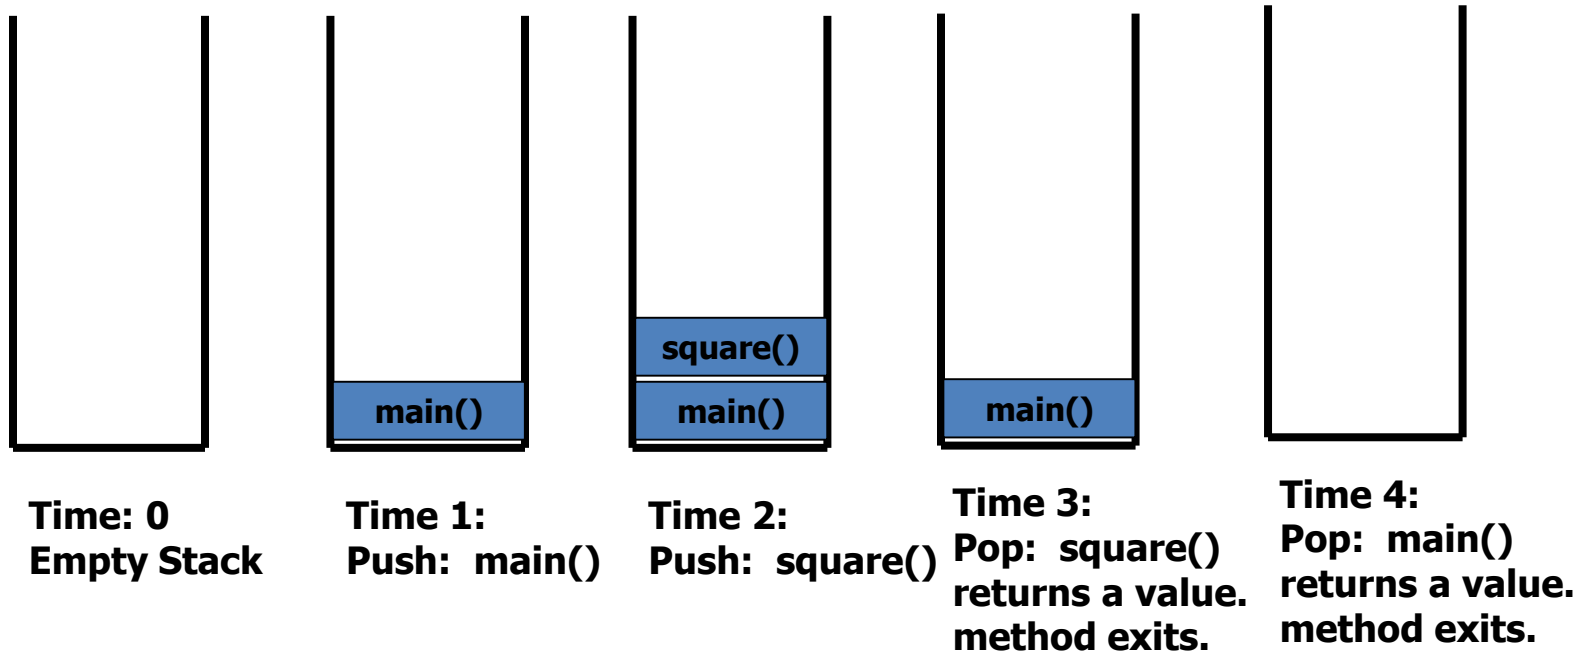 main()
square()
main()
main()
Time: 0
Empty Stack
Time 1:
Push: main()
Time 2:
Push: square()
Time 3:
Pop: square()
returns a value.
method exits.
Time 4:
Pop: main()
returns a value.
method exits.